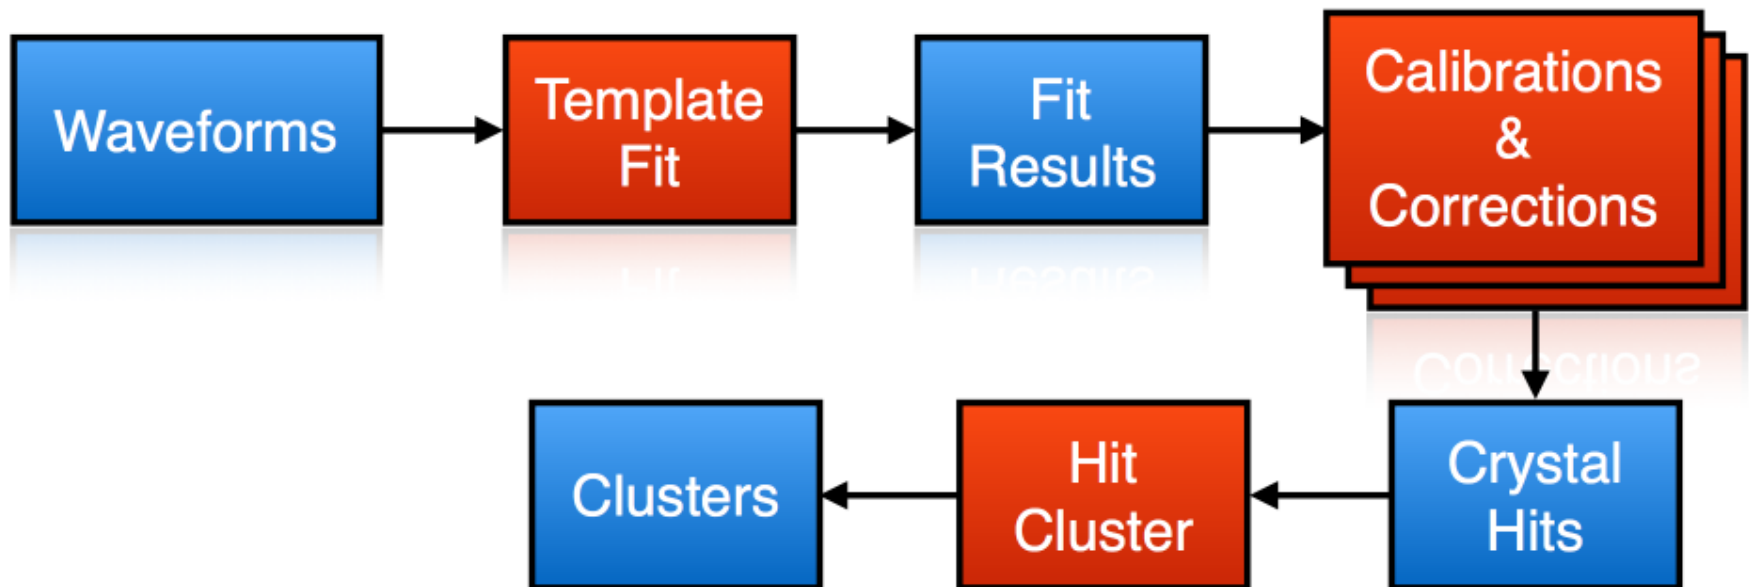 Waveforms
Template
Fit
Fit
Results
Calibrations
&
Corrections
Crystal
Hits
Hit
Cluster
Clusters